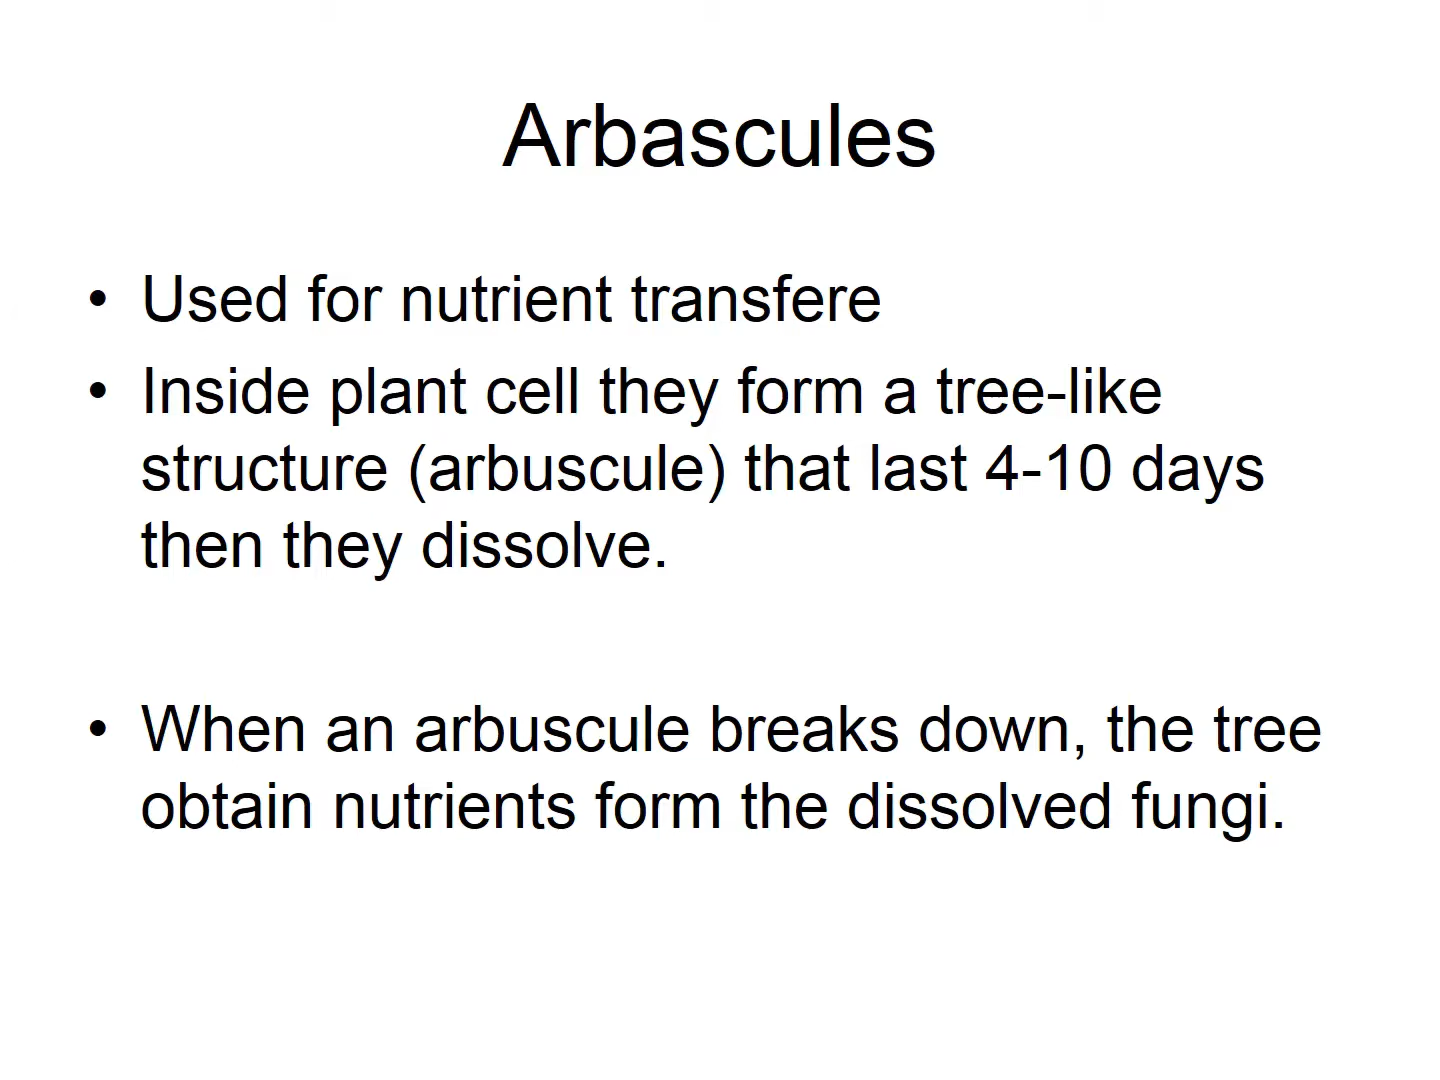 Arbascules
• Used for nutrient transfere
• Inside plant cell they form a tree-like
structure (arbuscule) that last 4-10 days
then they dissolve.
• When an arbuscule breaks down, the tree
obtain nutrients form the dissolved fungi.